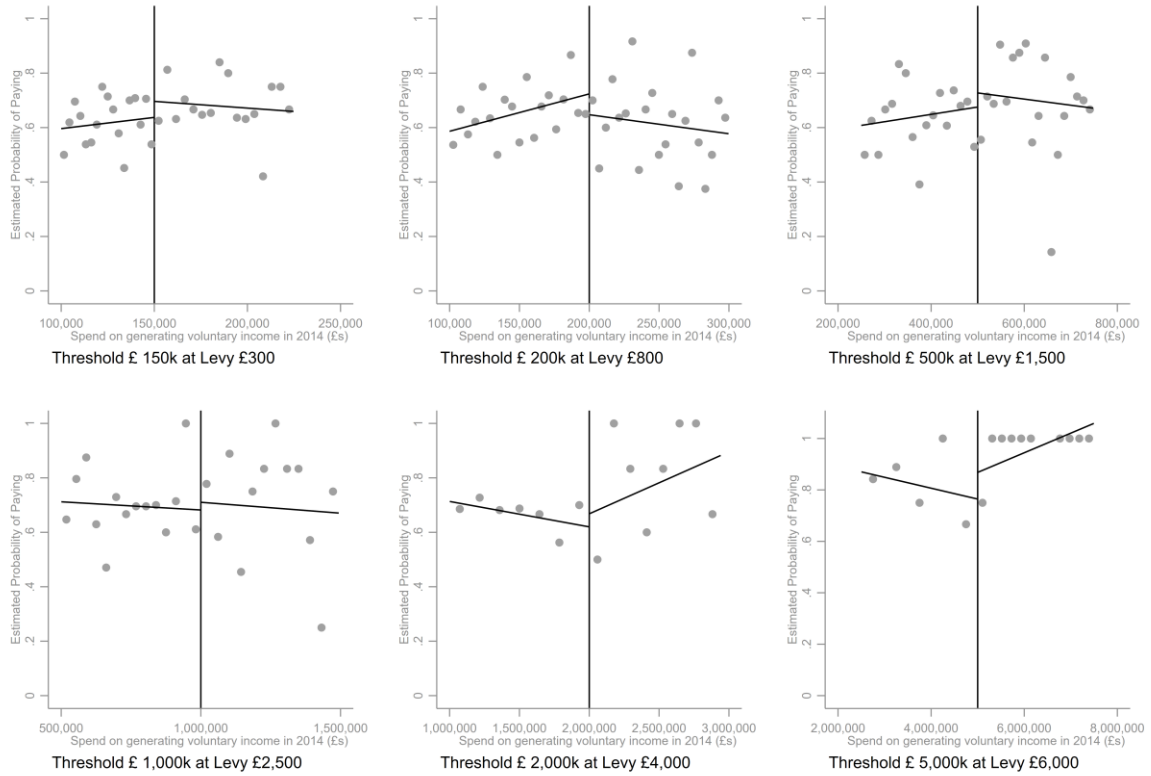 Estimated Probability of Paying
0 .2 .4 .6 .8 1
100,000 150,000 200,000 250,000
Spend on generating voluntary income in 2014 (£s)
Threshold £ 150k at Levy £300
Estimated Probability of Paying
0 .2 .4 .6 .8 1
100,000 150,000 200,000 250,000 300,000
Spend on generating voluntary income in 2014 (£s)
Threshold £ 200k at Levy £800
Estimated Probability of Paying
0 .2 .4 .6 .8 1
200,000 400,000 600,000 800,000
Spend on generating voluntary income in 2014 (£s)
Threshold £ 500k at Levy £1,500
Estimated Probability of Paying
0 .2 .4 .6 .8 1
500,000 1,000,000 1,500,000
Spend on generating voluntary income in 2014 (£s)
Threshold £ 1,000k at Levy £2,500
Estimated Probability of Paying
0 .2 .4 .6 .8 1
1,000,000 1,500,000 2,000,000 2,500,000 3,000,000
Spend on generating voluntary income in 2014 (£s)
Threshold £ 2,000k at Levy £4,000
Estimated Probability of Paying
0 .2 .4 .6 .8 1
2,000,000 4,000,000 6,000,000 8,000,000
Spend on generating voluntary income in 2014 (£s)
Threshold £ 5,000k at Levy £6,000